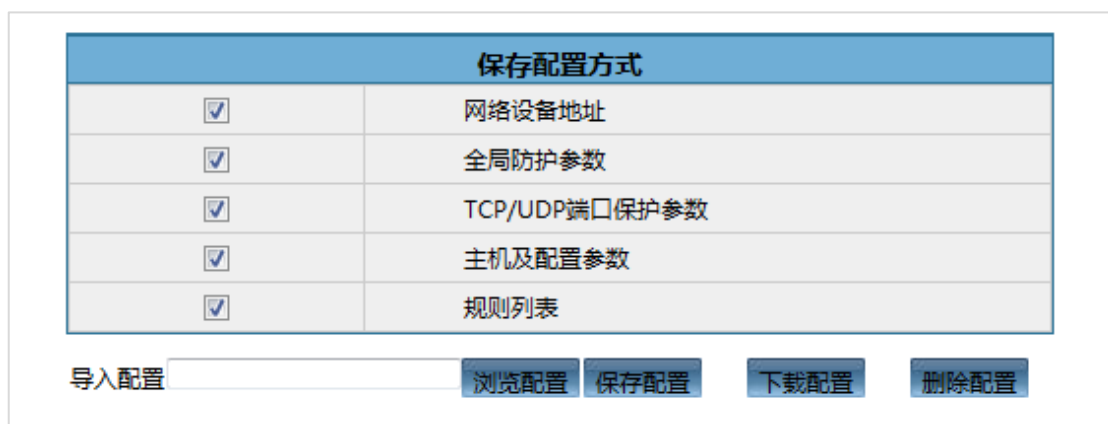 保存配置方式
网络设备地址
全局防护参数
TCP/UDP端口保护参数
主机及配置参数
规则列表
导入配置 浏览配置 保存配置 下载配置 删除配置